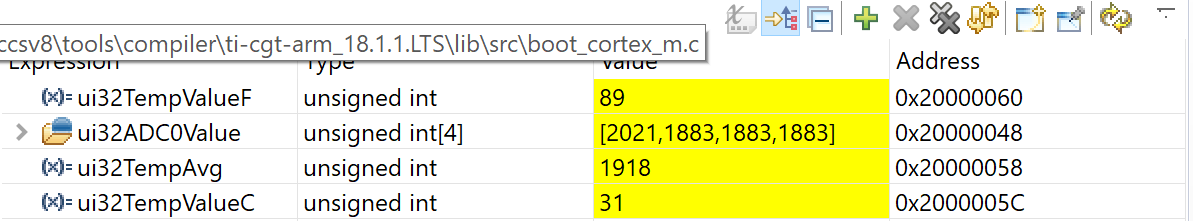 ccsv8\tools\compiler\ti-cgt-arm_18.1.1.LTS\lib\src\boot_cortex_m.c
Expression Type Value Address
(x)= ui32TempValueF unsigned int 89 0x20000060
ui32ADC0Value unsigned int[4] [2021,1883,1883,1883] 0x20000048
(x)= ui32TempAvg unsigned int 1918 0x20000058
(x)= ui32TempValueC unsigned int 31 0x2000005C